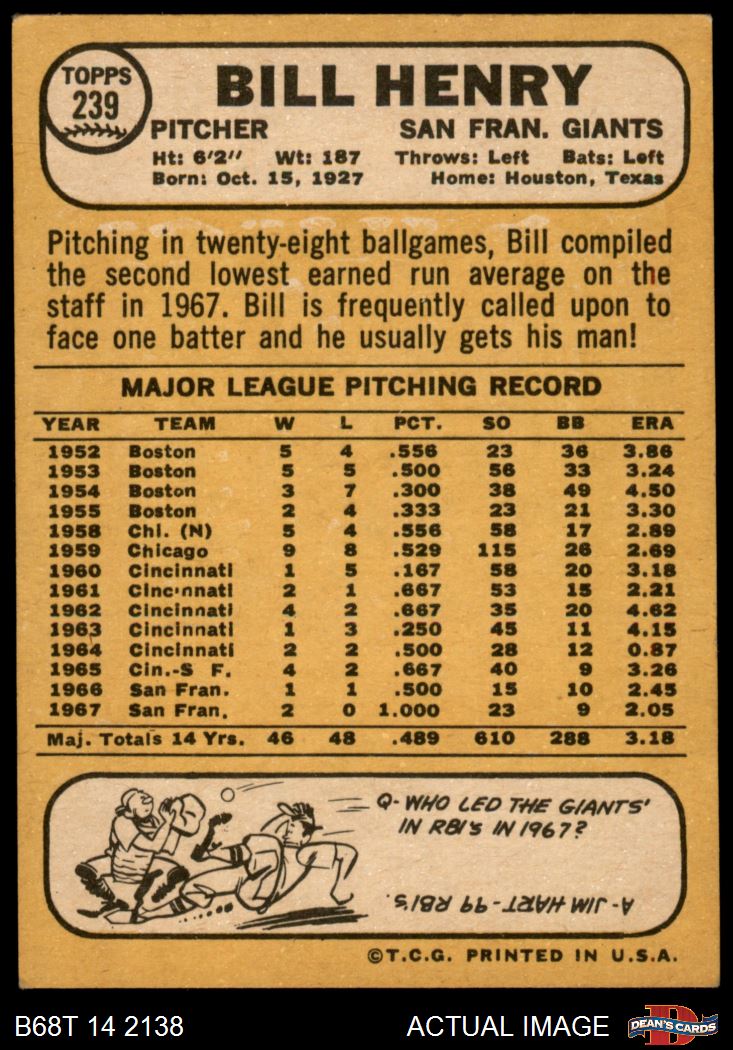 TOPPS
239
BILL HENRY
PITCHER SAN FRAN. GIANTS
Ht: 6'2" Wt: 187 Throws: Left Bats: Left
Born: Oct. 15, 1927 Home: Houston, Texas
Pitching in twenty-eight ballgames, Bill compiled
the second lowest earned run average on the
staff in 1967. Bill is frequently called upon to
face one batter and he usually gets his man!
MAJOR LEAGUE PITCHING RECORD
YEAR TEAM W L PCT. SO BB ERA
1952 Boston 5 4 .556 23 36 3.86
1953 Boston 5 5 .500 56 33 3.24
1954 Boston 3 7 .300 38 49 4.50
1955 Boston 2 4 .333 23 21 3.30
1958 Chi. (N) 5 4 .556 58 17 2.89
1959 Chicago 9 8 .529 115 26 2.69
1960 Cincinnati 1 5 .167 58 20 3.18
1961 Cincinnati 2 1 .667 53 15 2.21
1962 Cincinnati 4 2 .667 35 20 4.62
1963 Cincinnati 1 3 .250 45 11 4.15
1964 Cincinnati 2 2 .500 28 12 0.87
1965 Cin.-S F. 4 2 .667 40 9 3.26
1966 San Fran. 1 1 .500 15 10 2.45
1967 San Fran. 2 0 1.000 23 9 2.05
Maj. Totals 14 Yrs. 46 48 .489 610 288 3.18
Q- WHO LED THE GIANTS'
IN RBI'S IN 1967?
A- JIM HART- 99 RBI'S.
©T.C.G. PRINTED IN U.S.A.
B68T 14 2138 ACTUAL IMAGE DEAN'S CARDS